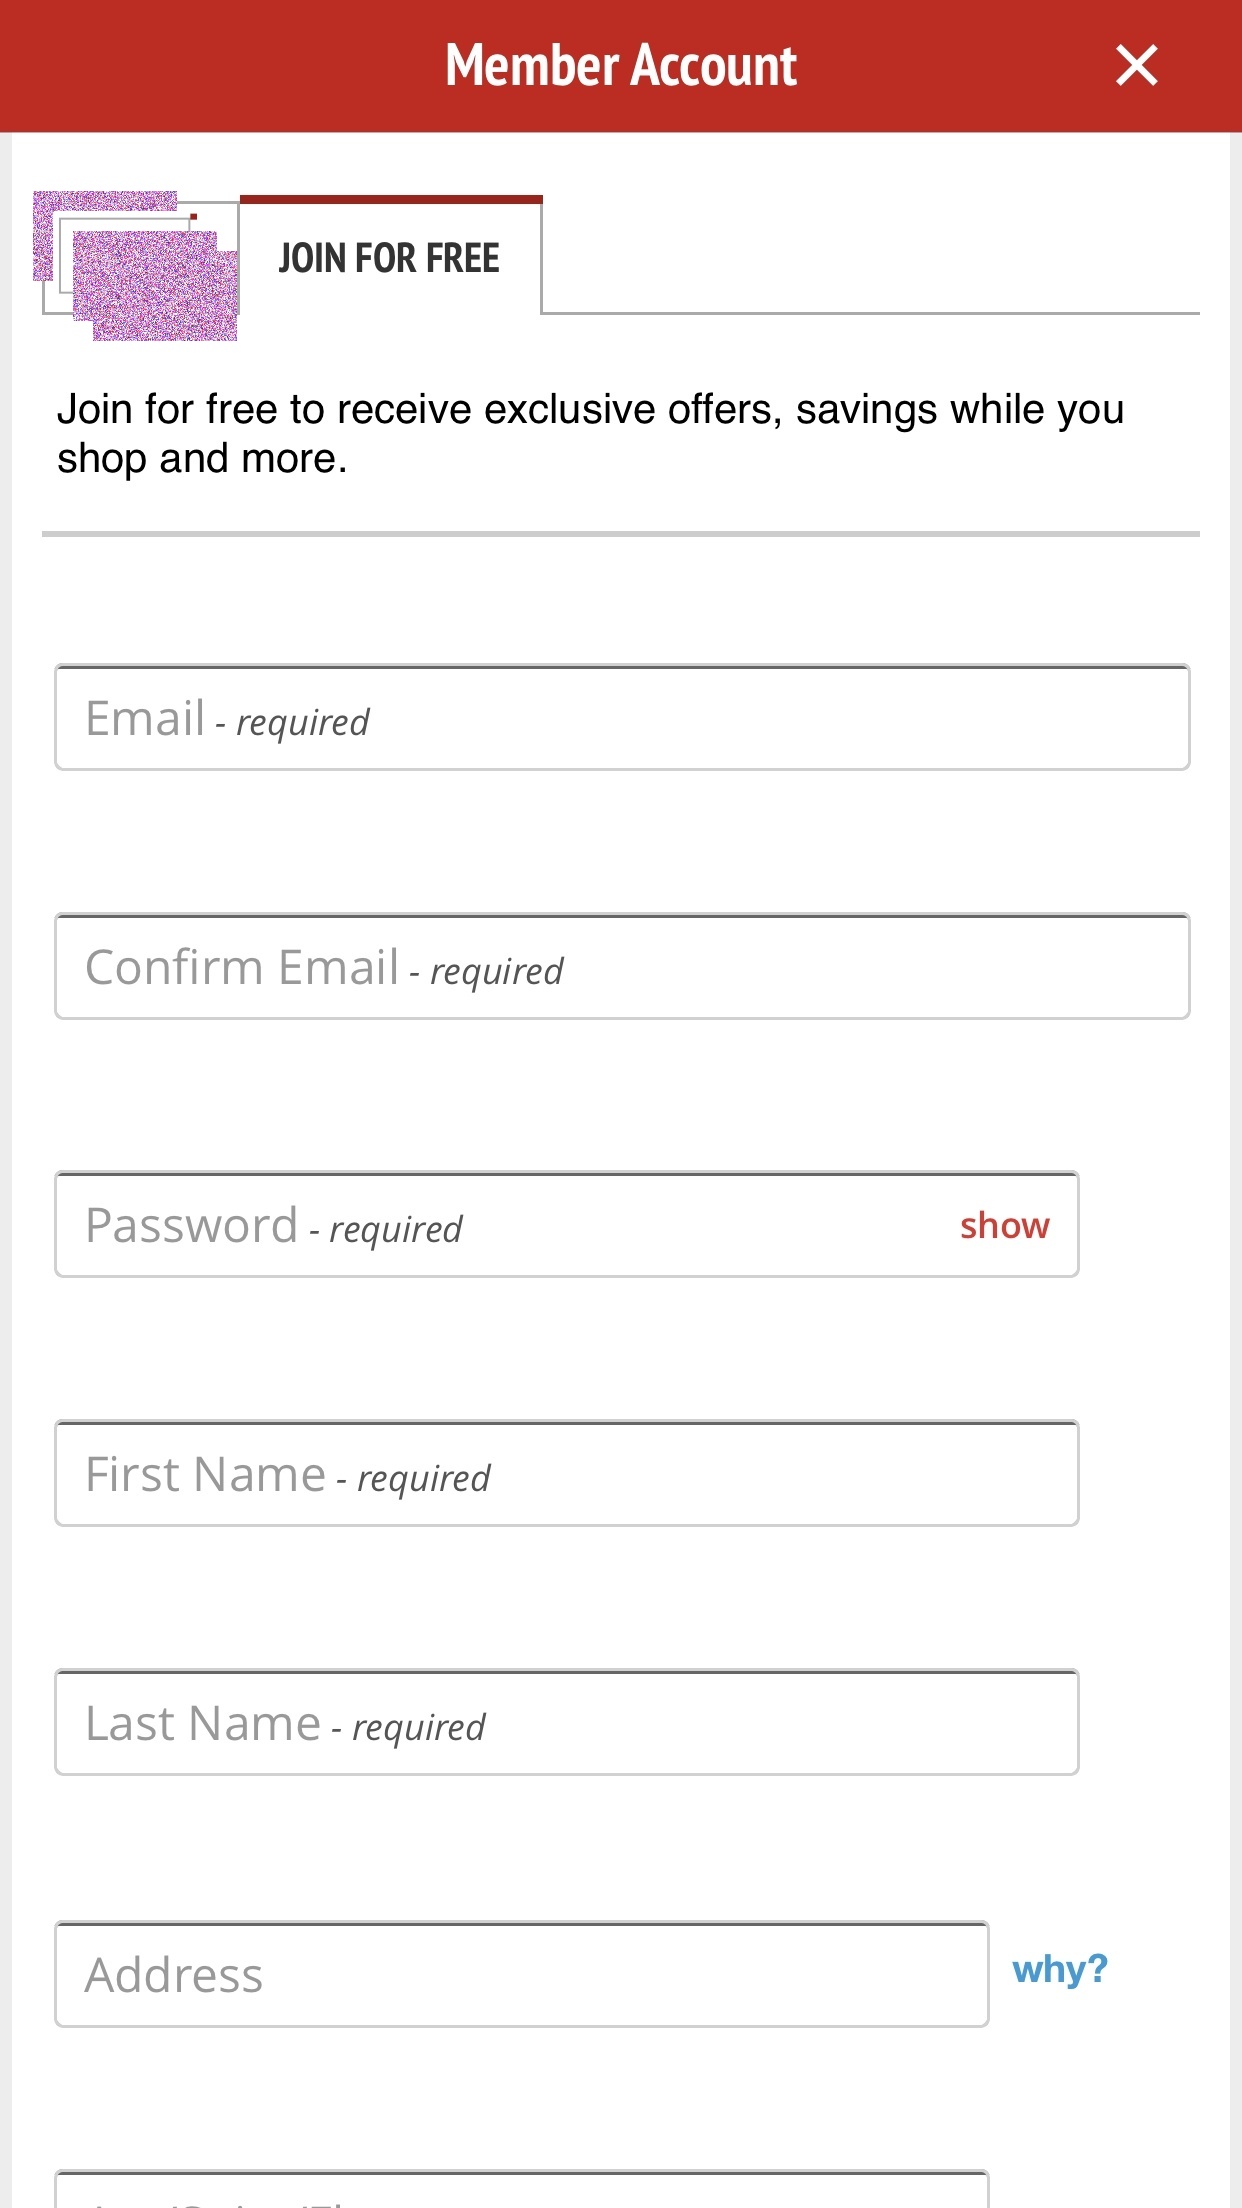 Member Account
JOIN FOR FREE
Join for free to receive exclusive offers, savings while you
shop and more.
Email - required
Confirm Email - required
Password - required show
First Name - required
Last Name - required
Address why?